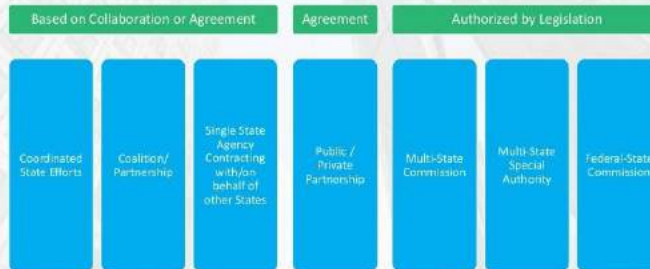 Based on Collaboration or Agreement
Agreement
Authorized by Legislation
Coordinated
State Efforts
Coalition/
Partnership
Single State
Agency
Contracting
with/on
behalf of
other States
Public /
Private
Partnership
Multi-State
Commission
Multi-State
Special
Authority
Federal-State
Commission